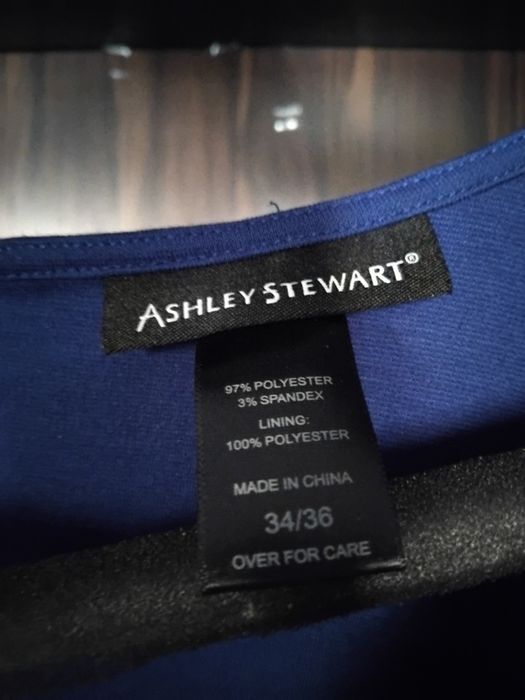 ASHLEY STEWART®
97% POLYESTER
3% SPANDEX
LINING:
100% POLYESTER
MADE IN CHINA
34/36
OVER FOR CARE